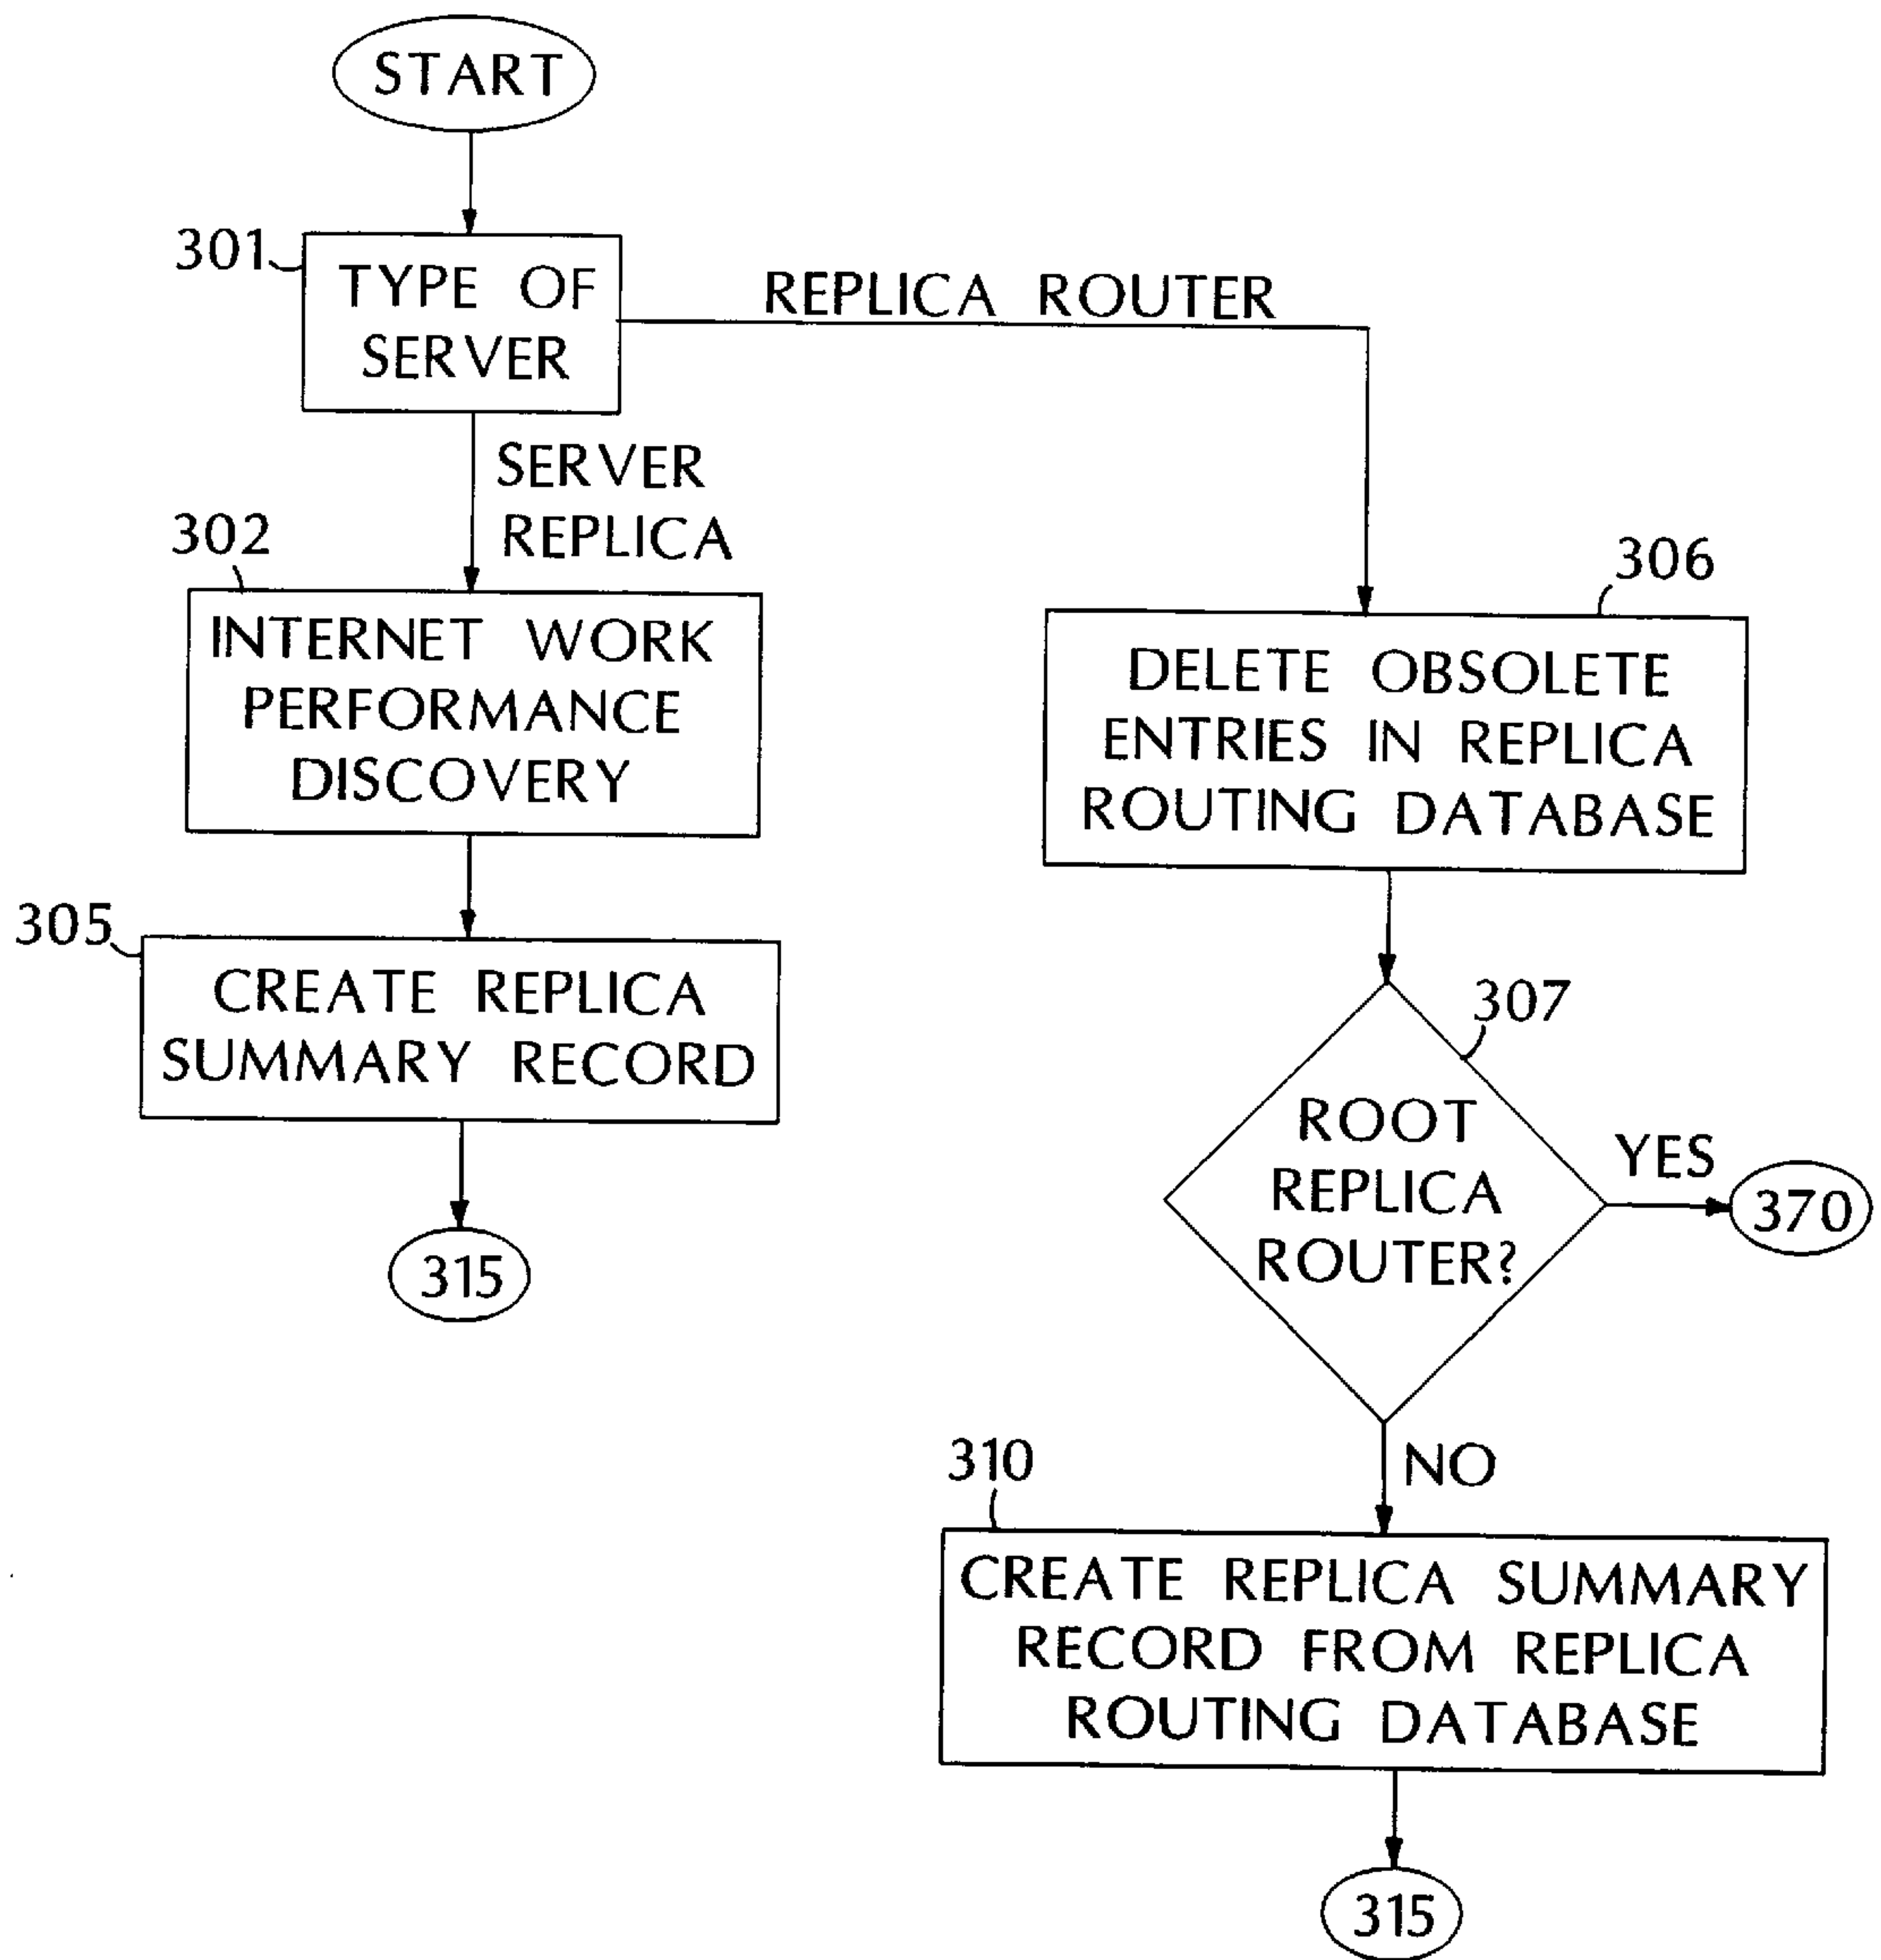 START
301
TYPE OF
SERVER
REPLICA ROUTER
SERVER
REPLICA
302
INTERNET WORK
PERFORMANCE
DISCOVERY
306
DELETE OBSOLETE
ENTRIES IN REPLICA
ROUTING DATABASE
305
CREATE REPLICA
SUMMARY RECORD
315
307
ROOT
REPLICA
ROUTER?
YES
370
NO
310
CREATE REPLICA SUMMARY
RECORD FROM REPLICA
ROUTING DATABASE
315